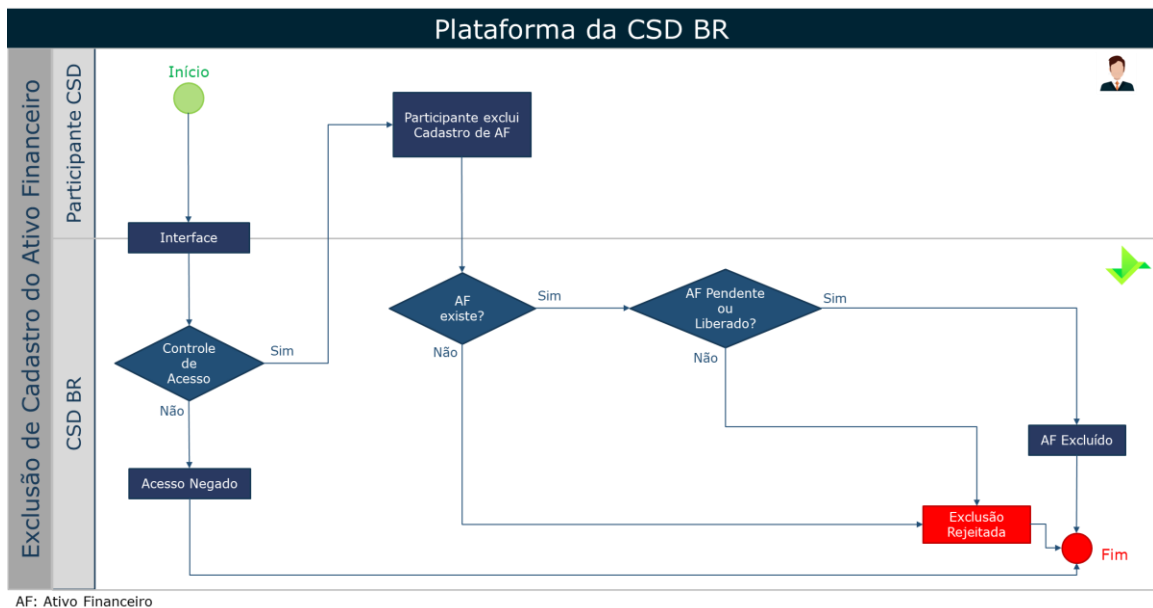 Plataforma da CSD BR
Exclusão de Cadastro do Ativo Financeiro
Participante CSD
Início
Participante exclui
Cadastro de AF
Interface
CSD BR
AF
existe?
Sim
AF Pendente
ou
Liberado?
Sim
Controle
de
Acesso
Sim
Não
Não
Não
AF Excluído
Acesso Negado
Exclusão
Rejeitada
Fim
AF: Ativo Financeiro